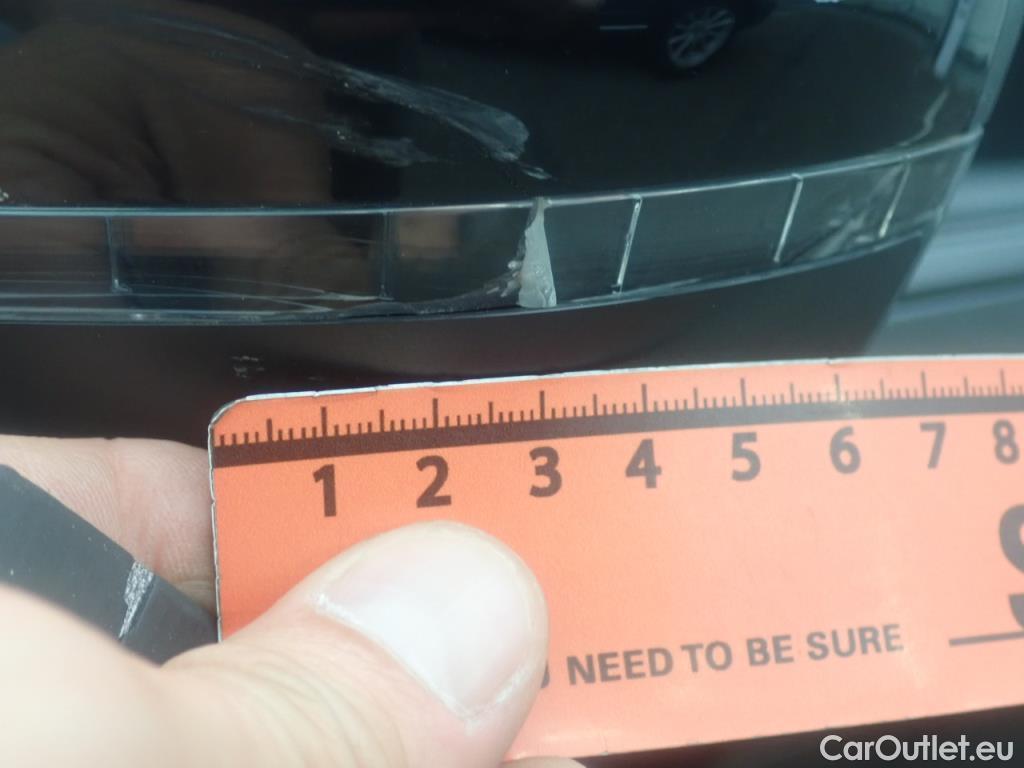 1 2 3 4 5 6 7 8
NEED TO BE SURE
CarOutlet.eu